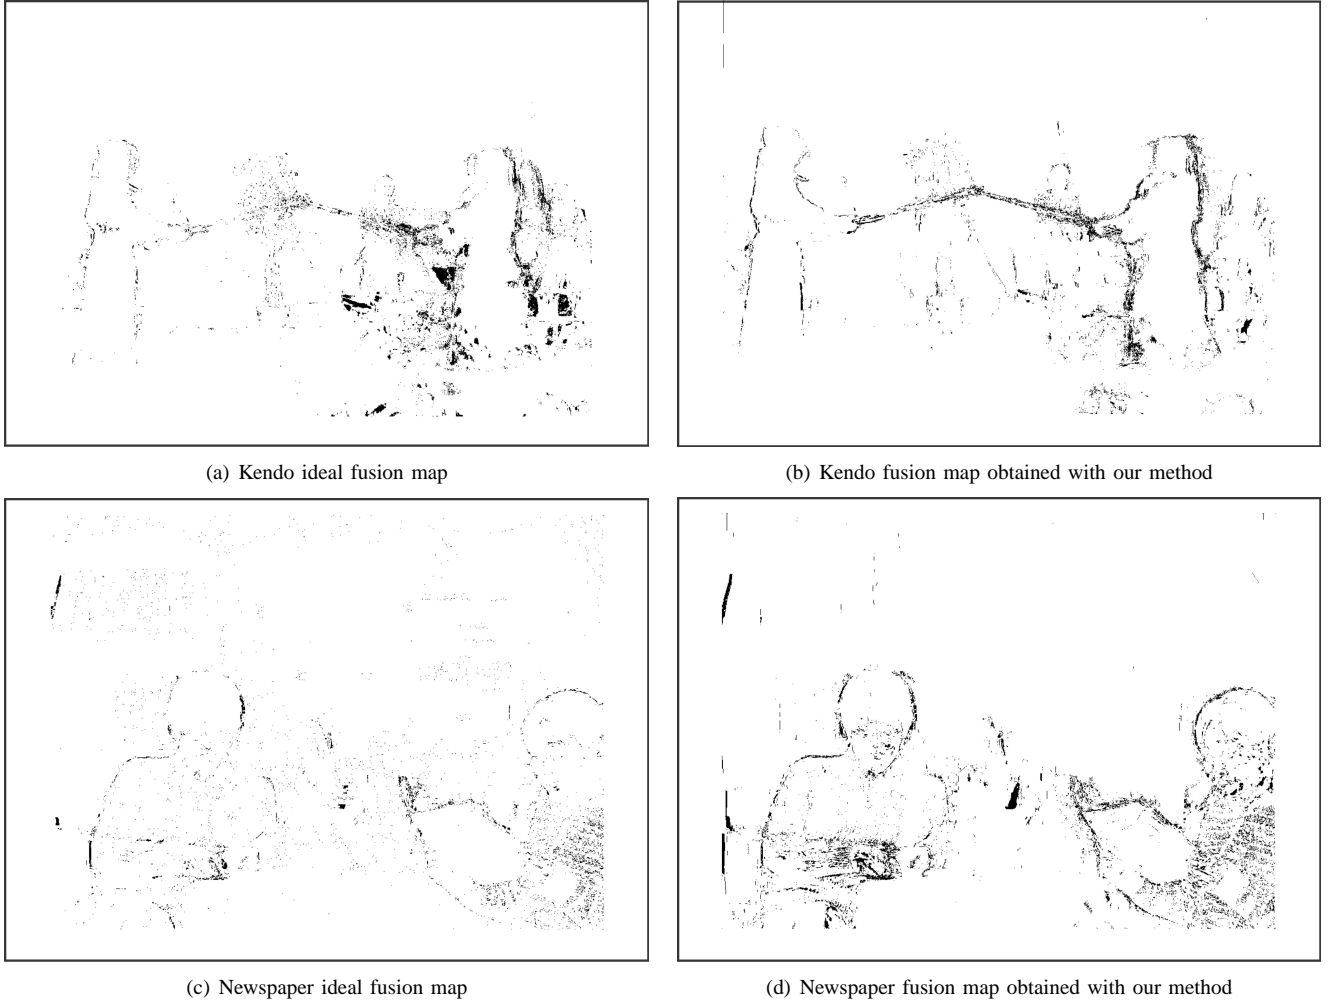 (a) Kendo ideal fusion map
(b) Kendo fusion map obtained with our method
(c) Newspaper ideal fusion map
(d) Newspaper fusion map obtained with our method